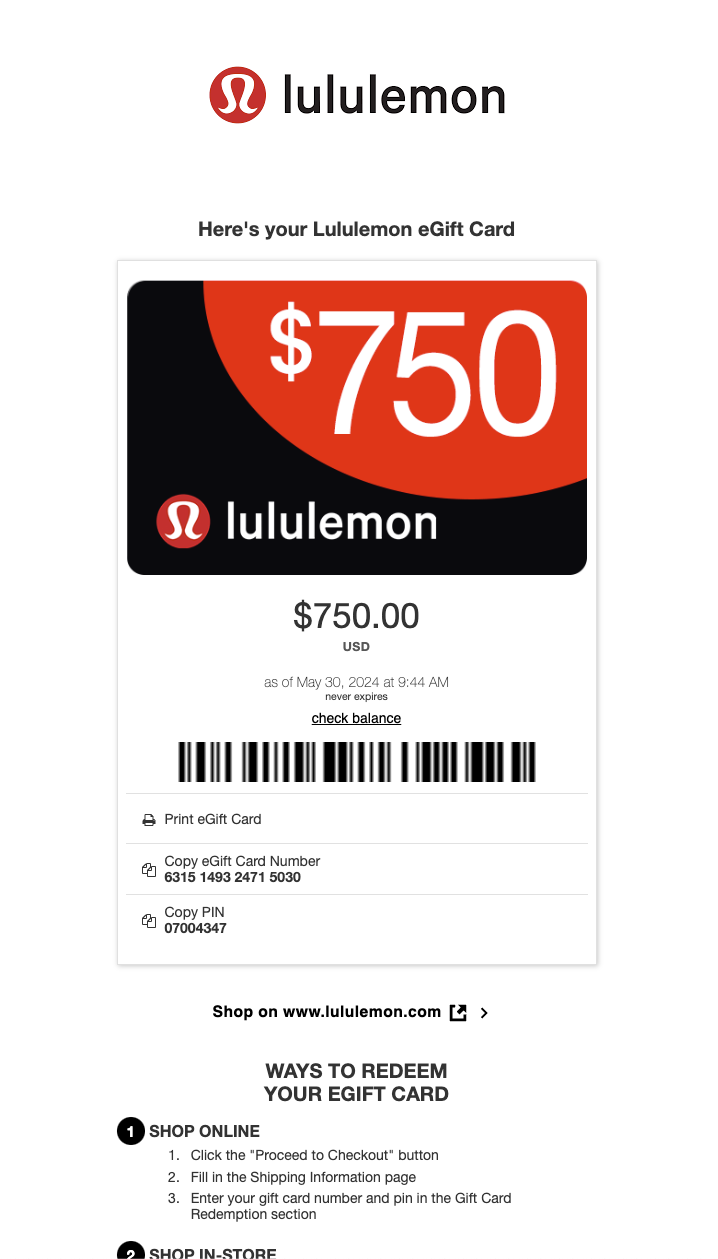 lululemon
Here's your Lululemon eGift Card
$750
lululemon
$750.00
USD
as of May 30, 2024 at 9:44 AM
never expires
check balance
Print eGift Card
Copy eGift Card Number
6315 1493 2471 5030
Copy PIN
07004347
Shop on www.lululemon.com
WAYS TO REDEEM
YOUR EGIFT CARD
1 SHOP ONLINE
1. Click the "Proceed to Checkout" button
2. Fill in the Shipping Information page
3. Enter your gift card number and pin in the Gift Card
Redemption section
2 SHOP IN-STORE